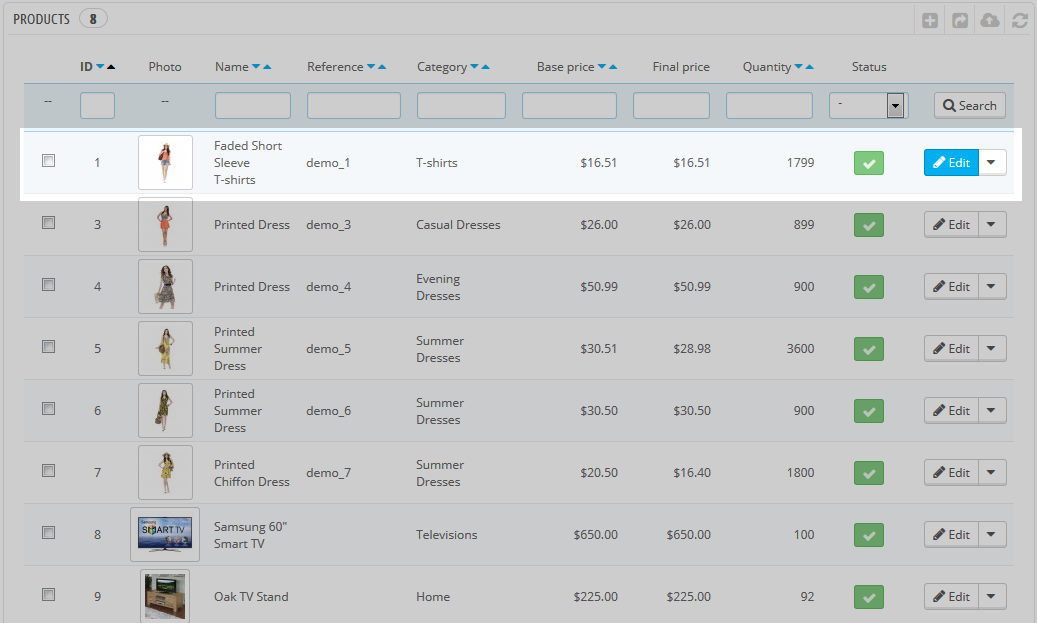 PRODUCTS 8
ID Photo Name Reference Category Base price Final price Quantity Status
-- -- - Search
1 Faded Short Sleeve T-shirts demo_1 T-shirts $16.51 $16.51 1799 Edit
3 Printed Dress demo_3 Casual Dresses $26.00 $26.00 899 Edit
4 Printed Dress demo_4 Evening Dresses $50.99 $50.99 900 Edit
5 Printed Summer Dress demo_5 Summer Dresses $30.51 $28.98 3600 Edit
6 Printed Summer Dress demo_6 Summer Dresses $30.50 $30.50 900 Edit
7 Printed Chiffon Dress demo_7 Summer Dresses $20.50 $16.40 1800 Edit
SMART TV
8 Samsung 60" Smart TV Televisions $650.00 $650.00 100 Edit
9 Oak TV Stand Home $225.00 $225.00 92 Edit